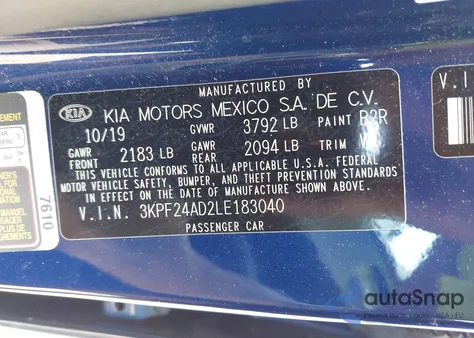 MANUFACTURED BY
KIA KIA MOTORS MEXICO S.A. DE C.V.
10/19 GVWR 3792 LB PAINT B2R
GAWR FRONT 2183 LB GAWR REAR 2094 LB TRIM
THIS VEHICLE CONFORMS TO ALL APPLICABLE U.S.A. FEDERAL
MOTOR VEHICLE SAFETY, BUMPER, AND THEFT PREVENTION STANDARDS
IN EFFECT ON THE DATE OF MANUFACTURE SHOWN ABOVE.
V.I.N. 3KPF24AD2LE183040
PASSENGER CAR
7610
V.I.N
autoSnap